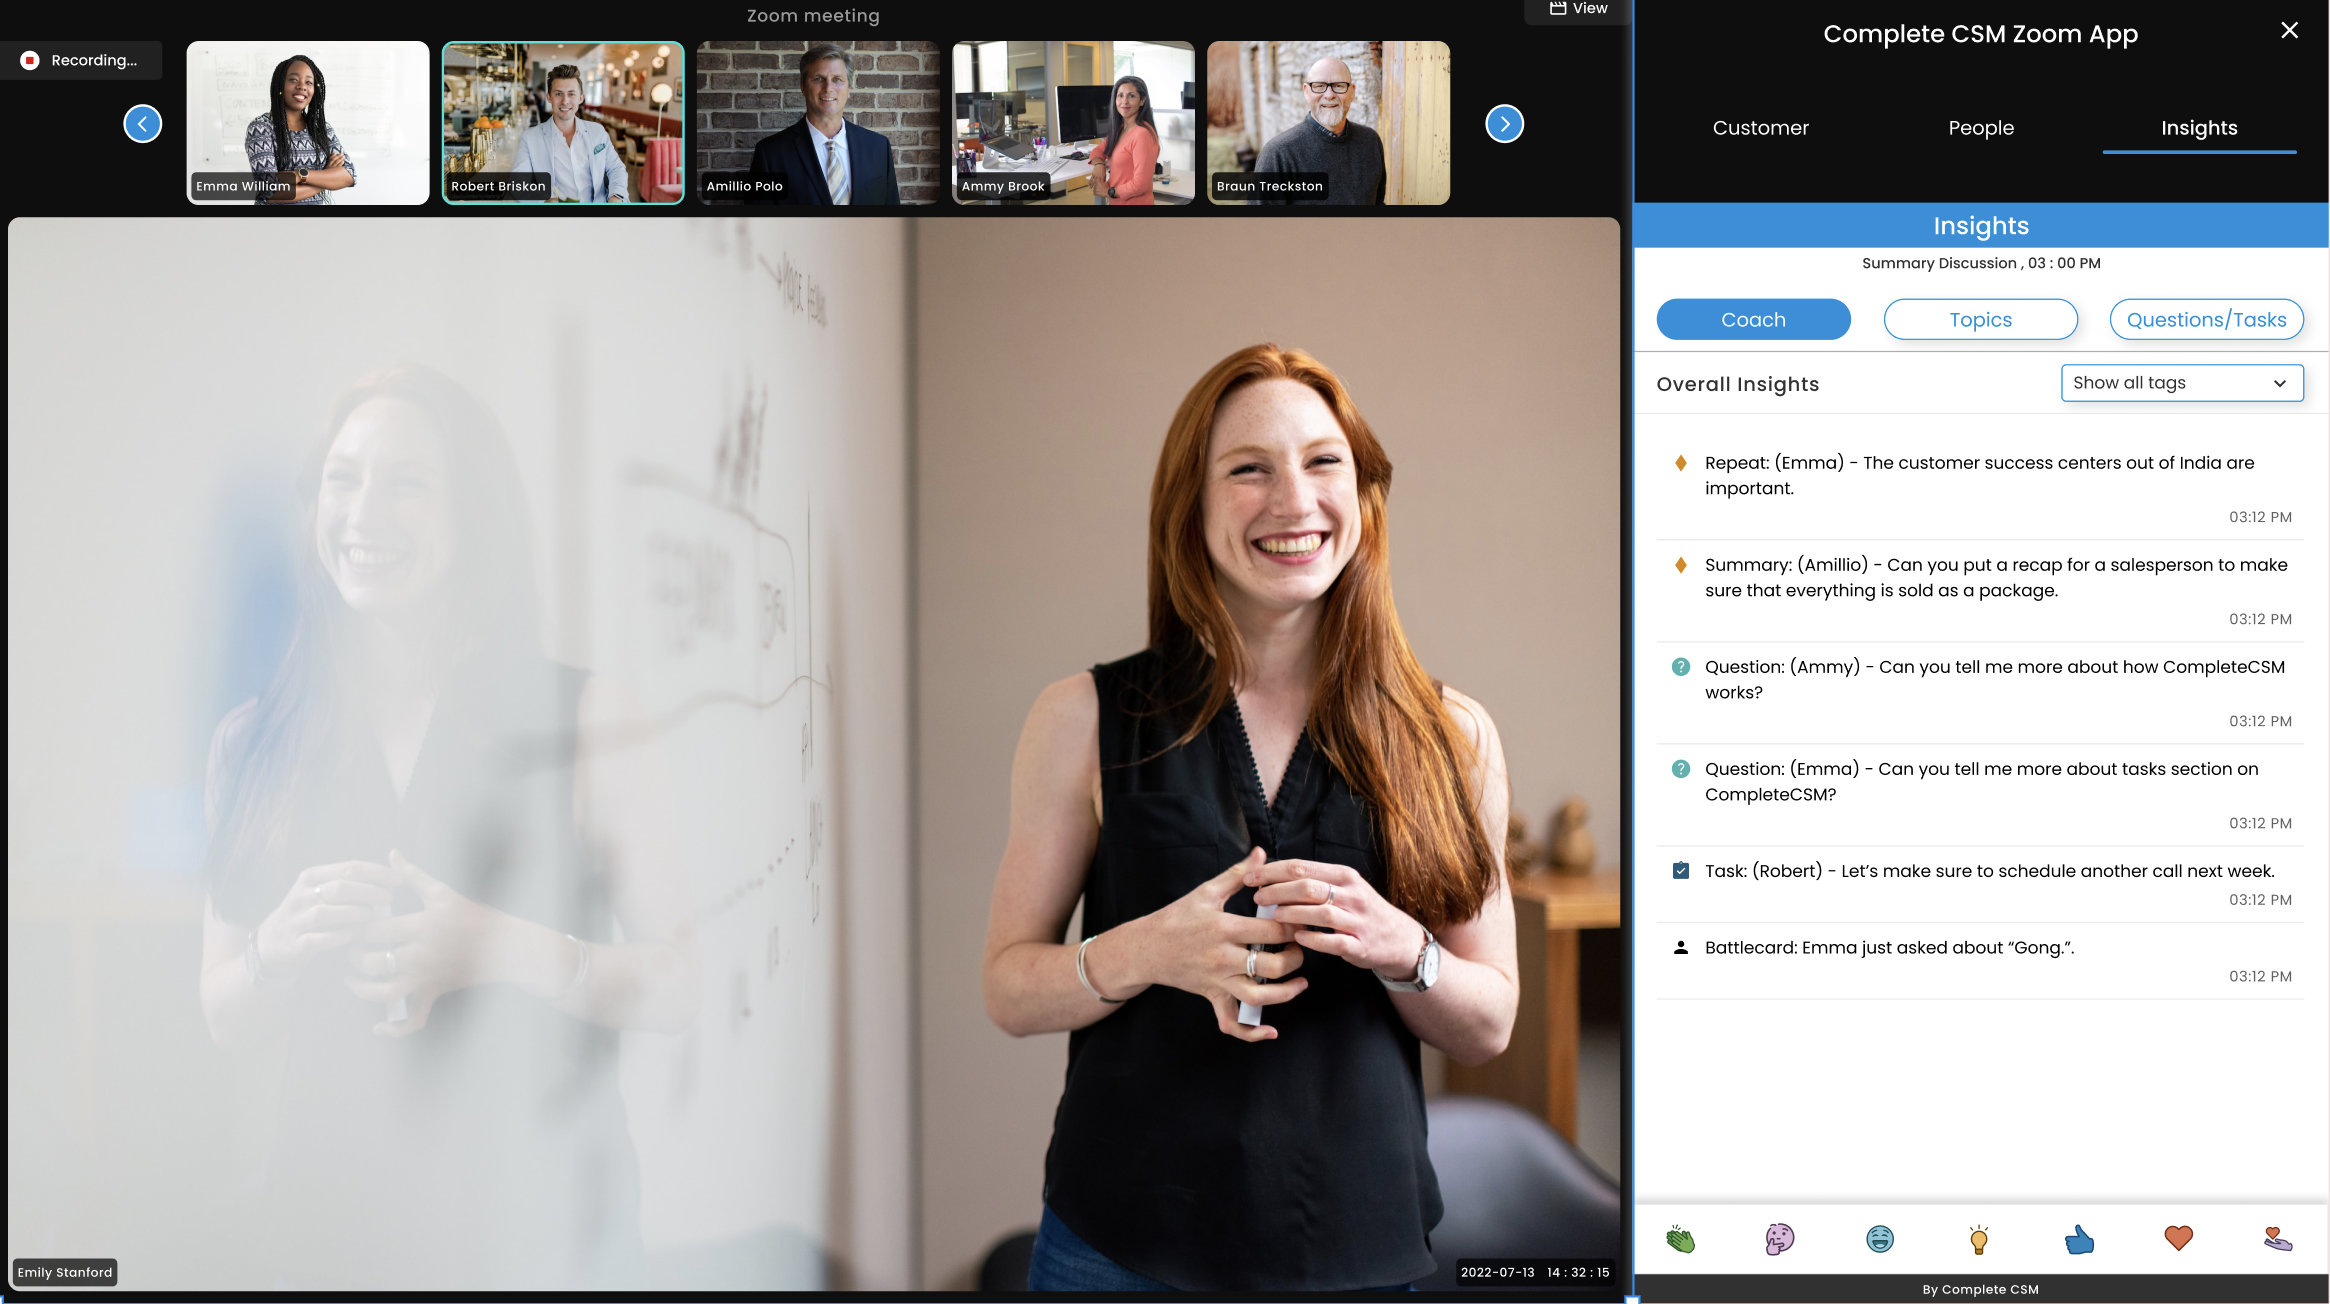 Zoom meeting
View
Recording...
Emma William
Robert Briskon
Amillio Polo
Ammy Brook
Braun Treckston
Emily Stanford
2022-07-13 14 : 32 : 15
Complete CSM Zoom App
Customer
People
Insights
Insights
Summary Discussion , 03 : 00 PM
Coach
Topics
Questions/Tasks
Overall Insights
Show all tags
Repeat: (Emma) - The customer success centers out of India are
important.
03:12 PM
Summary: (Amillio) - Can you put a recap for a salesperson to make
sure that everything is sold as a package.
03:12 PM
Question: (Ammy) - Can you tell me more about how CompleteCSM
works?
03:12 PM
Question: (Emma) - Can you tell me more about tasks section on
CompleteCSM?
03:12 PM
Task: (Robert) - Let’s make sure to schedule another call next week.
03:12 PM
Battlecard: Emma just asked about “Gong.”.
03:12 PM
By Complete CSM